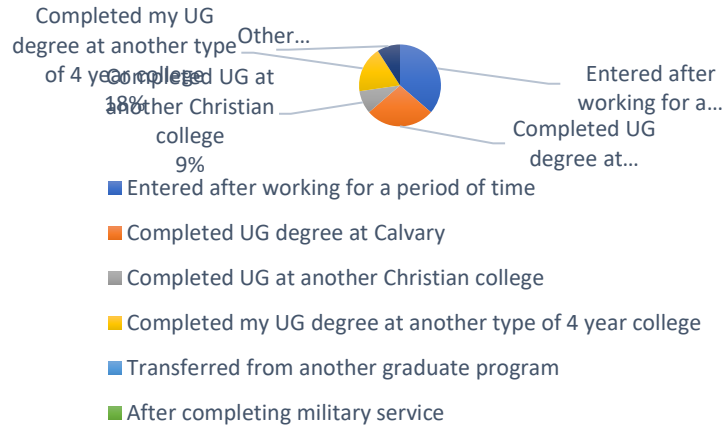 Completed my UG
degree at another type
of 4 year college
18%
Other...
Completed UG at
another Christian
college
9%
Entered after
working for a...
Completed UG
degree at...
Entered after working for a period of time
Completed UG degree at Calvary
Completed UG at another Christian college
Completed my UG degree at another type of 4 year college
Transferred from another graduate program
After completing military service